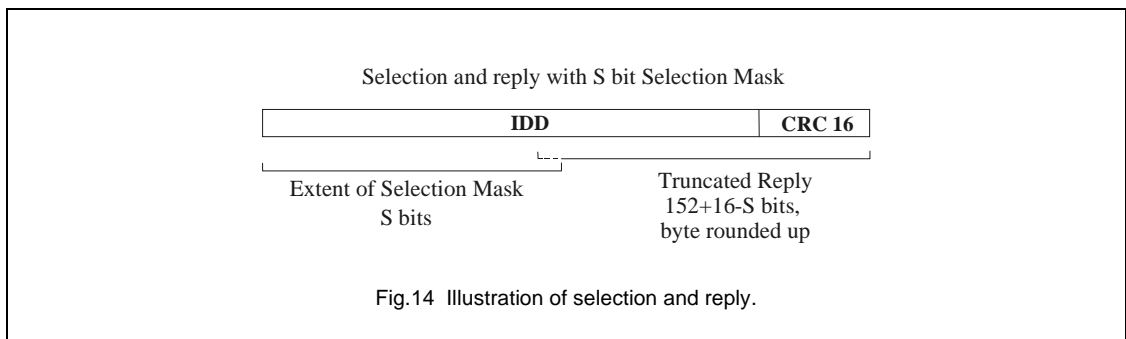 Selection and reply with S bit Selection Mask
IDD CRC 16
Extent of Selection Mask
S bits
Truncated Reply
152+16-S bits,
byte rounded up
Fig.14 Illustration of selection and reply.